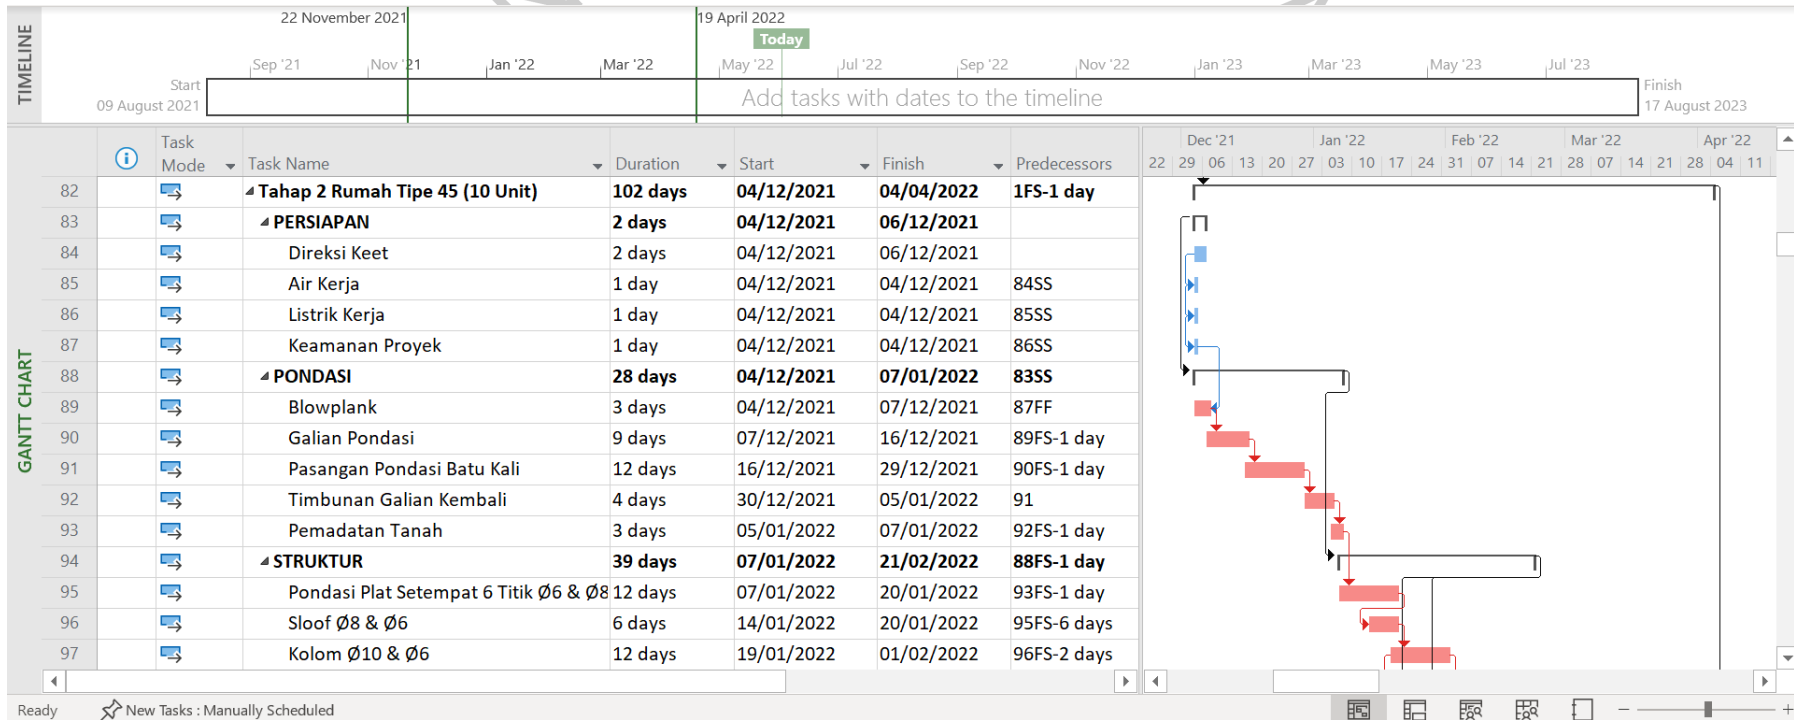 TIMELINE
22 November 2021 19 April 2022
Today
Sep '21 Nov '21 Jan '22 Mar '22 May '22 Jul '22 Sep '22 Nov '22 Jan '23 Mar '23 May '23 Jul '23
Start Finish
09 August 2021 Add tasks with dates to the timeline 17 August 2023
GANTT CHART
Task Mode Task Name Duration Start Finish Predecessors
Dec '21 Jan '22 Feb '22 Mar '22 Apr '22
22 29 06 13 20 27 03 10 17 24 31 07 14 21 28 07 14 21 28 04 11
82 Tahap 2 Rumah Tipe 45 (10 Unit) 102 days 04/12/2021 04/04/2022 1FS-1 day
83 PERSIAPAN 2 days 04/12/2021 06/12/2021
84 Direksi Keet 2 days 04/12/2021 06/12/2021
85 Air Kerja 1 day 04/12/2021 04/12/2021 84SS
86 Listrik Kerja 1 day 04/12/2021 04/12/2021 85SS
87 Keamanan Proyek 1 day 04/12/2021 04/12/2021 86SS
88 PONDASI 28 days 04/12/2021 07/01/2022 83SS
89 Blowplank 3 days 04/12/2021 07/12/2021 87FF
90 Galian Pondasi 9 days 07/12/2021 16/12/2021 89FS-1 day
91 Pasangan Pondasi Batu Kali 12 days 16/12/2021 29/12/2021 90FS-1 day
92 Timbunan Galian Kembali 4 days 30/12/2021 05/01/2022 91
93 Pemadatan Tanah 3 days 05/01/2022 07/01/2022 92FS-1 day
94 STRUKTUR 39 days 07/01/2022 21/02/2022 88FS-1 day
95 Pondasi Plat Setempat 6 Titik Ø6 & Ø8 12 days 07/01/2022 20/01/2022 93FS-1 day
96 Sloof Ø8 & Ø6 6 days 14/01/2022 20/01/2022 95FS-6 days
97 Kolom Ø10 & Ø6 12 days 19/01/2022 01/02/2022 96FS-2 days
Ready New Tasks : Manually Scheduled